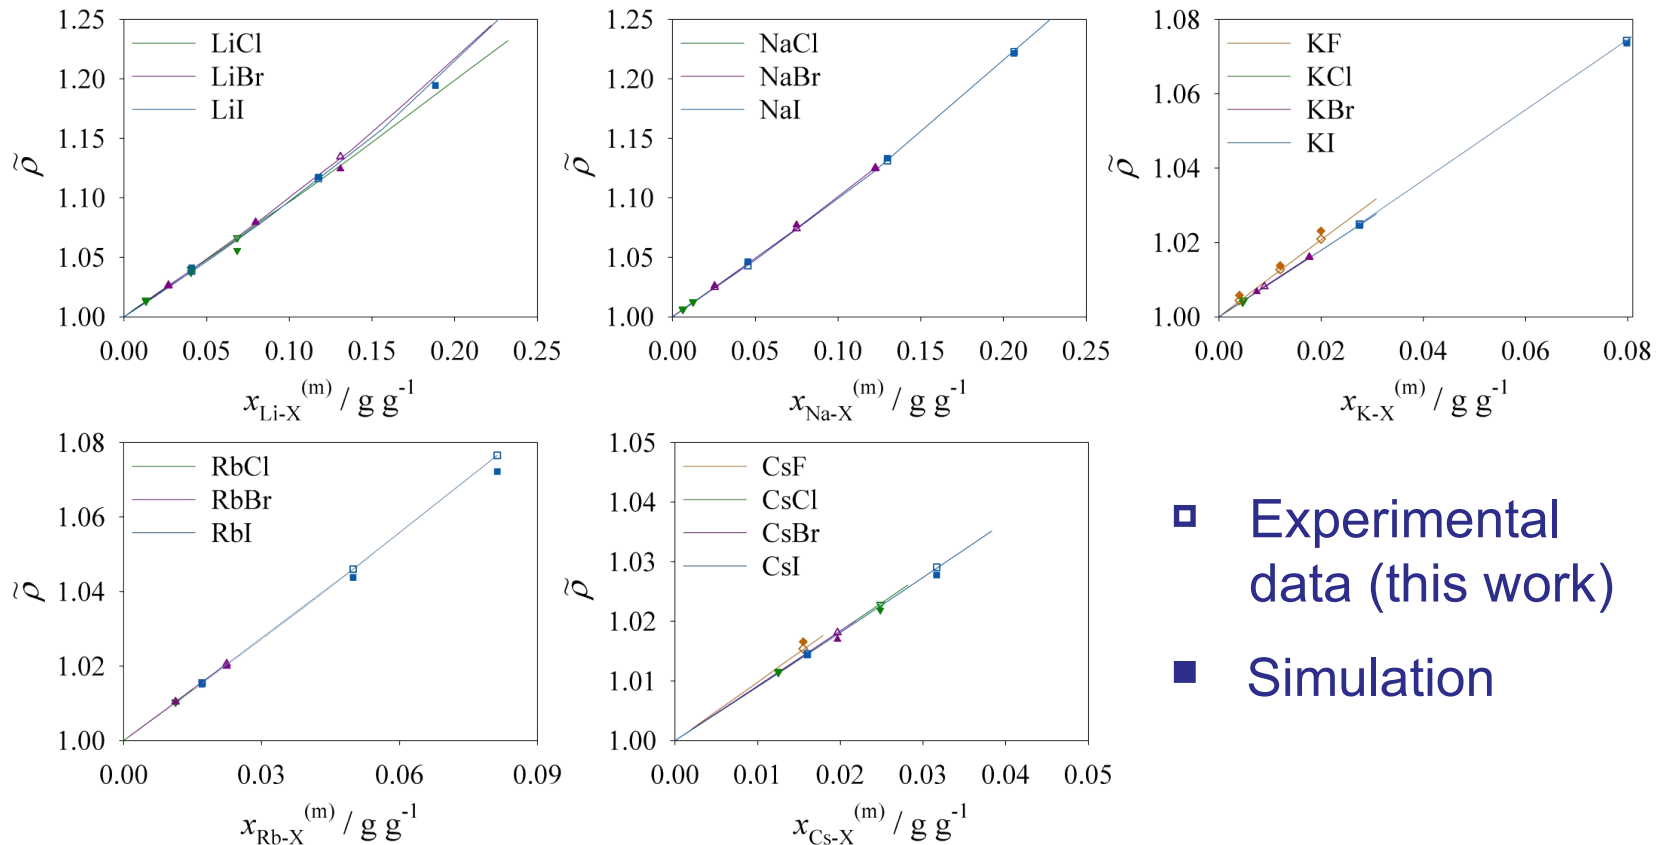 1.25
1.20
1.15
1.10
1.05
1.00
ρ̃
LiCl
LiBr
LiI
0.00 0.05 0.10 0.15 0.20 0.25
x_Li-X^(m) / g g^-1
1.25
1.20
1.15
1.10
1.05
1.00
ρ̃
NaCl
NaBr
NaI
0.00 0.05 0.10 0.15 0.20 0.25
x_Na-X^(m) / g g^-1
1.08
1.06
1.04
1.02
1.00
ρ̃
KF
KCl
KBr
KI
0.00 0.02 0.04 0.06 0.08
x_K-X^(m) / g g^-1
1.08
1.06
1.04
1.02
1.00
ρ̃
RbCl
RbBr
RbI
0.00 0.03 0.06 0.09
x_Rb-X^(m) / g g^-1
1.05
1.04
1.03
1.02
1.01
1.00
ρ̃
CsF
CsCl
CsBr
CsI
0.00 0.01 0.02 0.03 0.04 0.05
x_Cs-X^(m) / g g^-1
Experimental
data (this work)
Simulation